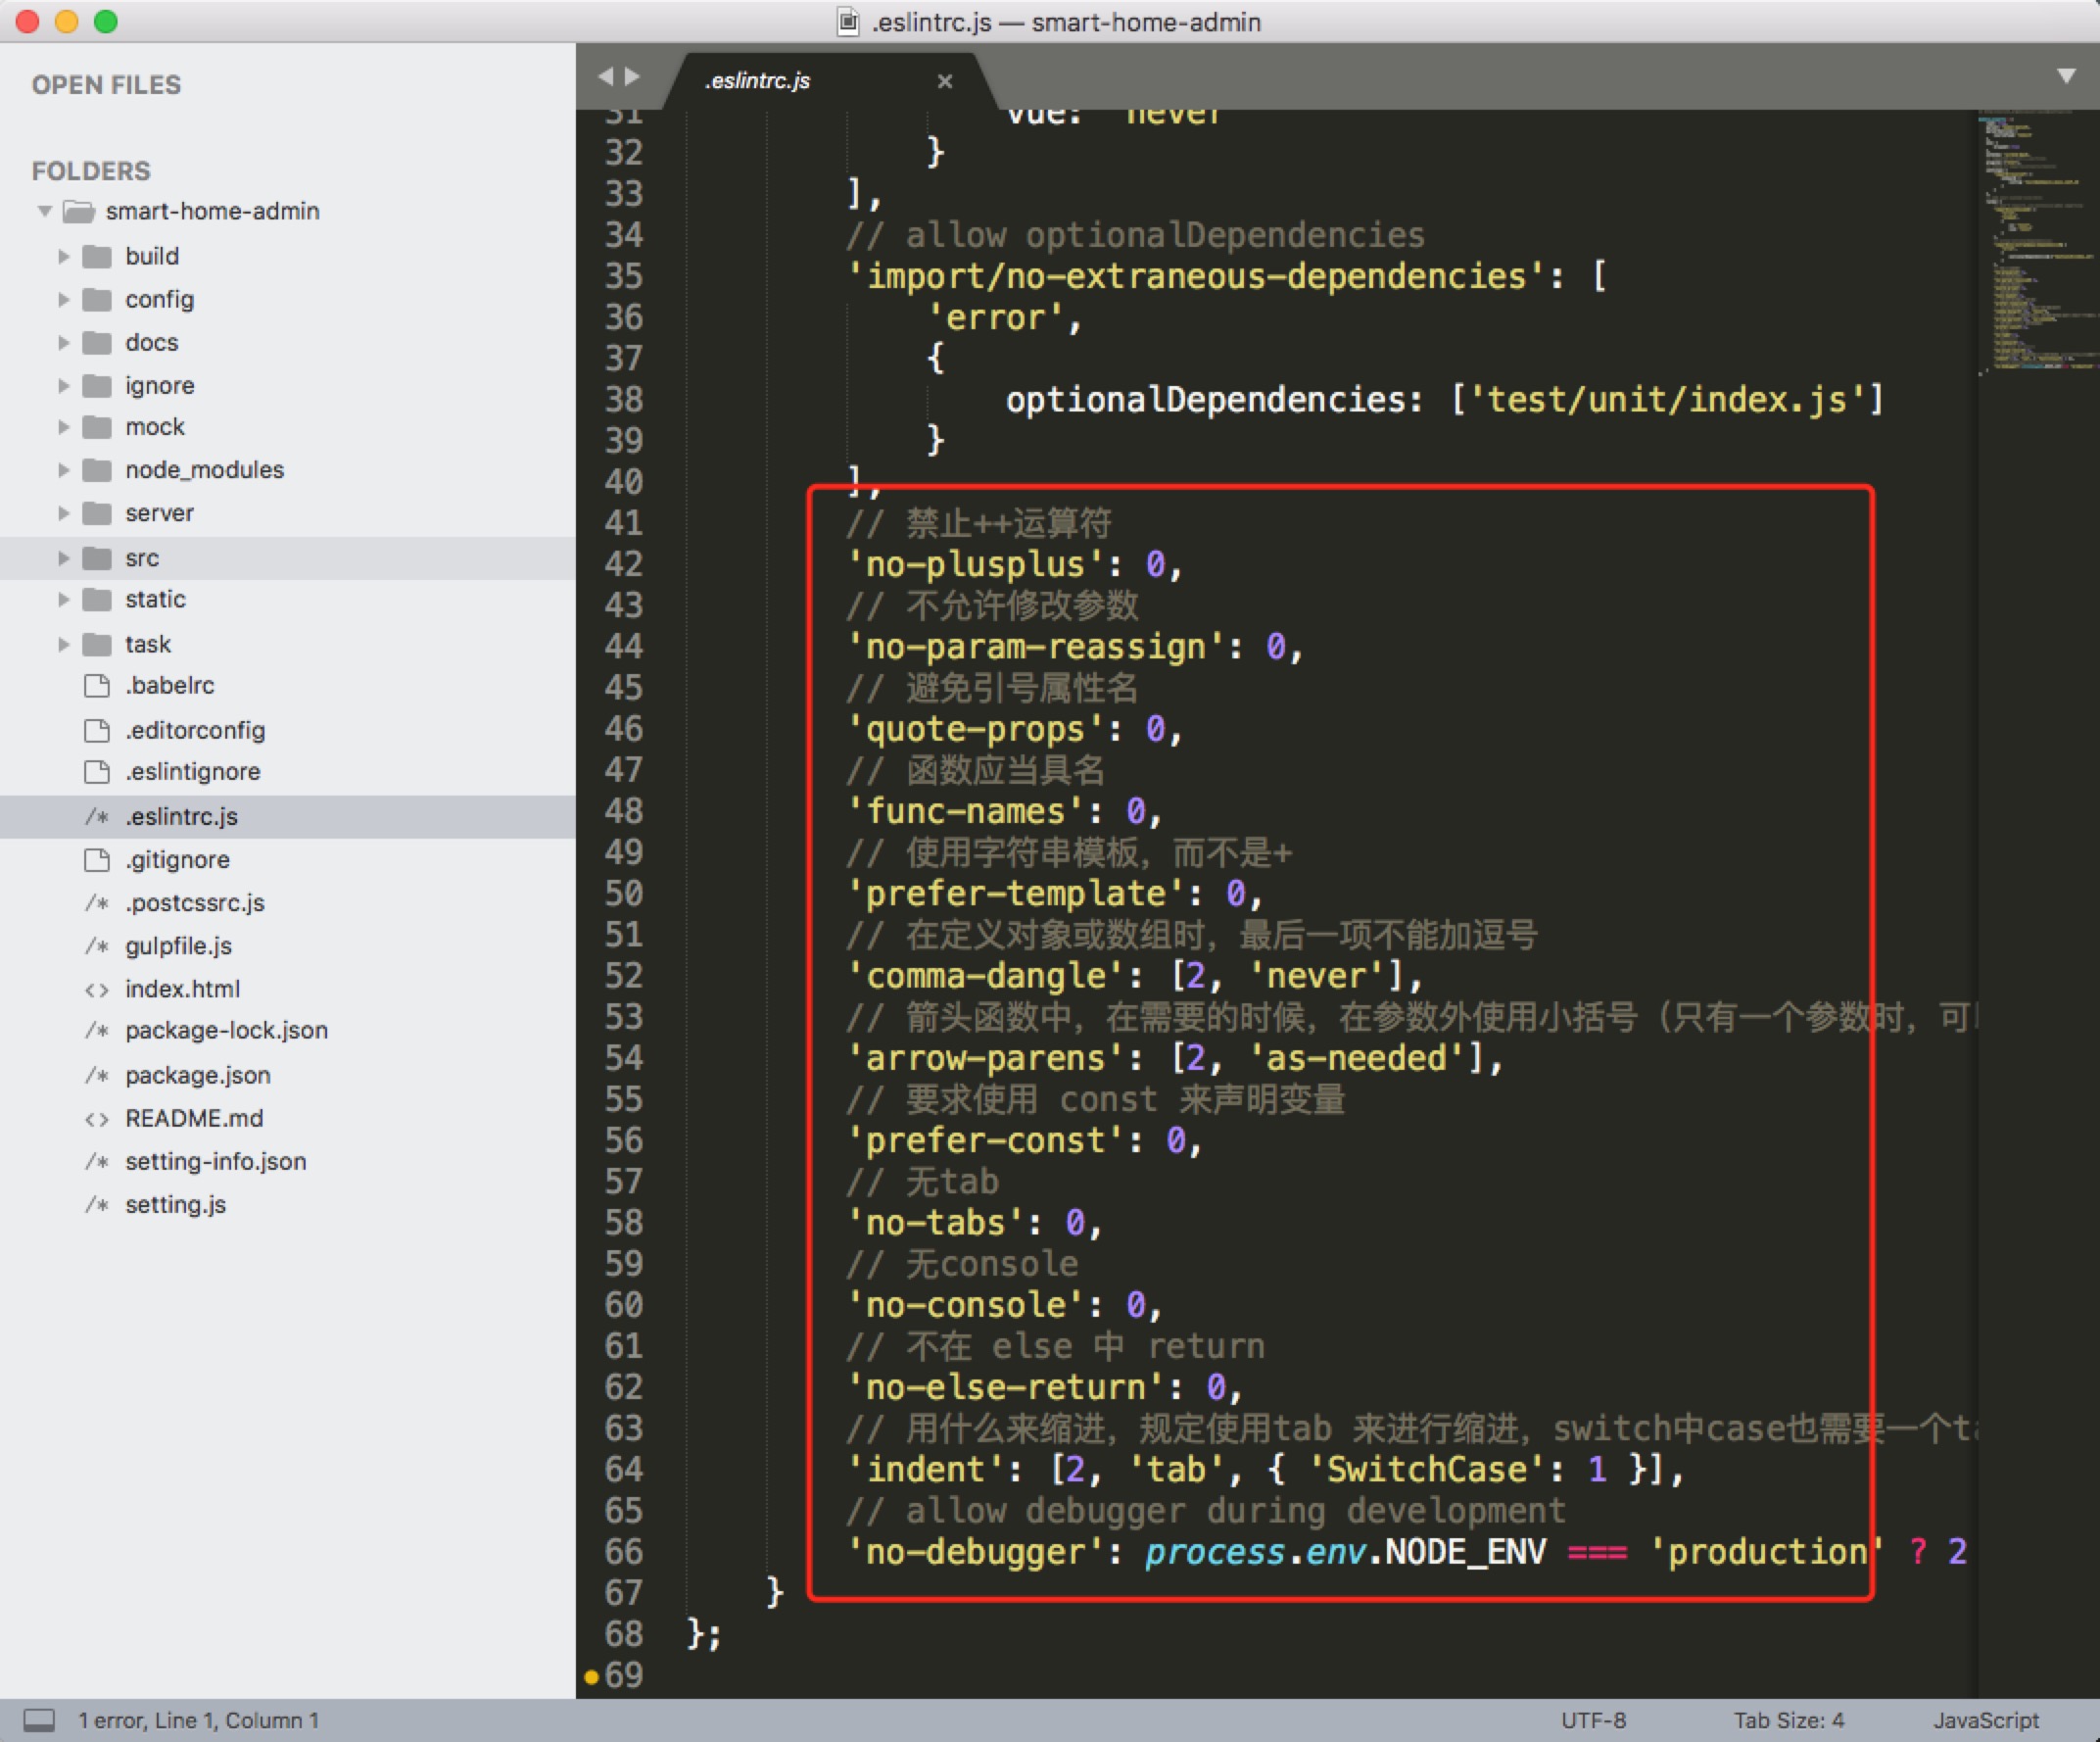 .eslintrc.js — smart-home-admin
OPEN FILES
FOLDERS
smart-home-admin
build
config
docs
ignore
mock
node_modules
server
src
static
task
.babelrc
.editorconfig
.eslintignore
/* .eslintrc.js
.gitignore
/* .postcssrc.js
/* gulpfile.js
<> index.html
/* package-lock.json
/* package.json
<> README.md
/* setting-info.json
/* setting.js
.eslintrc.js ×
31 vue: 'never'
32 }
33 ],
34 // allow optionalDependencies
35 'import/no-extraneous-dependencies': [
36 'error',
37 {
38 optionalDependencies: ['test/unit/index.js']
39 }
40 ],
41 // 禁止++运算符
42 'no-plusplus': 0,
43 // 不允许修改参数
44 'no-param-reassign': 0,
45 // 避免引号属性名
46 'quote-props': 0,
47 // 函数应当具名
48 'func-names': 0,
49 // 使用字符串模板，而不是+
50 'prefer-template': 0,
51 // 在定义对象或数组时，最后一项不能加逗号
52 'comma-dangle': [2, 'never'],
53 // 箭头函数中，在需要的时候，在参数外使用小括号（只有一个参数时，可
54 'arrow-parens': [2, 'as-needed'],
55 // 要求使用 const 来声明变量
56 'prefer-const': 0,
57 // 无tab
58 'no-tabs': 0,
59 // 无console
60 'no-console': 0,
61 // 不在 else 中 return
62 'no-else-return': 0,
63 // 用什么来缩进，规定使用tab 来进行缩进，switch中case也需要一个ta
64 'indent': [2, 'tab', { 'SwitchCase': 1 }],
65 // allow debugger during development
66 'no-debugger': process.env.NODE_ENV === 'production' ? 2
67 }
68 };
69
1 error, Line 1, Column 1
UTF-8
Tab Size: 4
JavaScript